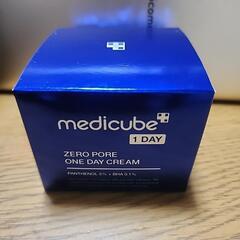 medicube
1 DAY
ZERO PORE
ONE DAY CREAM
PANTHENOL 5% + BHA 0.1%